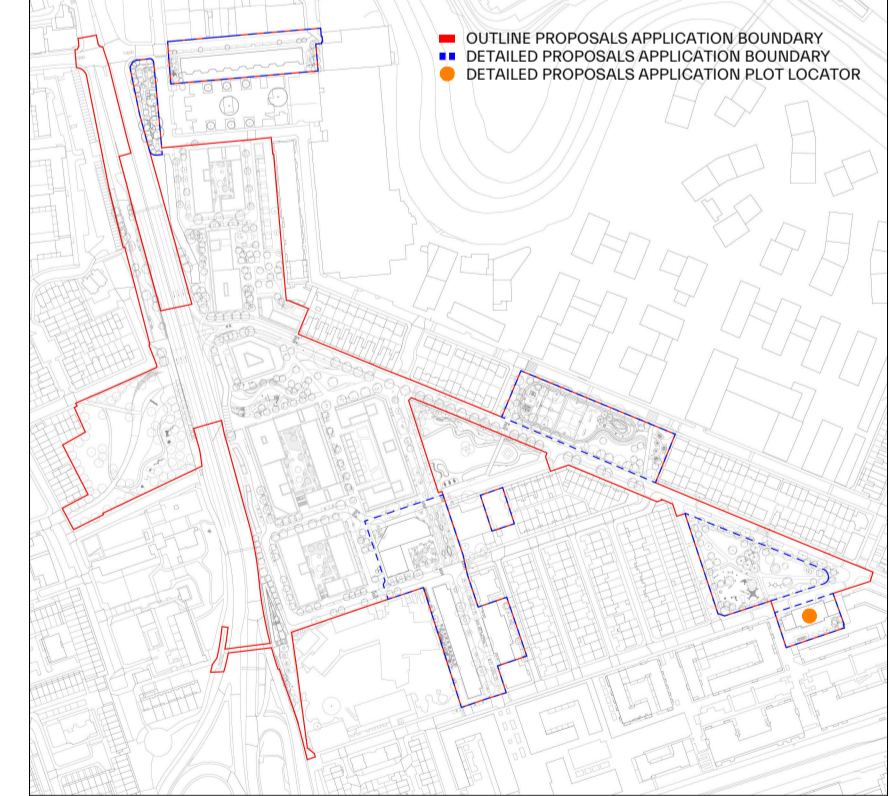 OUTLINE PROPOSALS APPLICATION BOUNDARY
DETAILED PROPOSALS APPLICATION BOUNDARY
DETAILED PROPOSALS APPLICATION PLOT LOCATOR